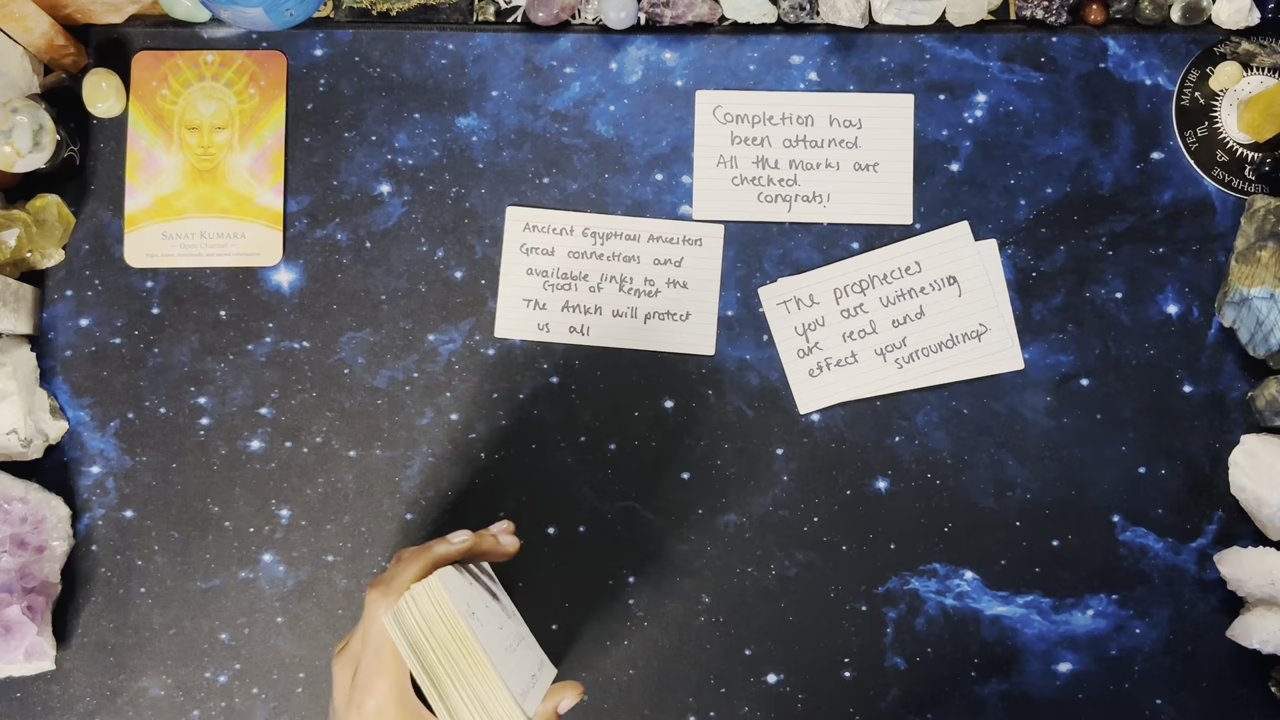 SANAT KUMARA
Open Channel
Completion has
been attained.
All the marks are
checked.
congrats!
Ancient Egyptian Ancestors
Great connections and
available links to the
Gods of Kemet
The Ankh will protect
us all
The prophecies
you are witnessing
are real and
effect your
surroundings.
MAYBE
YES
REPHRASE